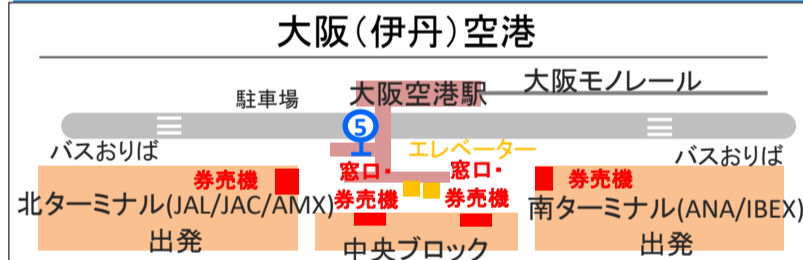 大阪（伊丹）空港
大阪モノレール
駐車場
大阪空港駅
5
バスおりば
エレベーター
バスおりば
窓口・
券売機
窓口・
券売機
券売機
券売機
北ターミナル(JAL/JAC/AMX)
出発
中央ブロック
南ターミナル(ANA/IBEX)
出発